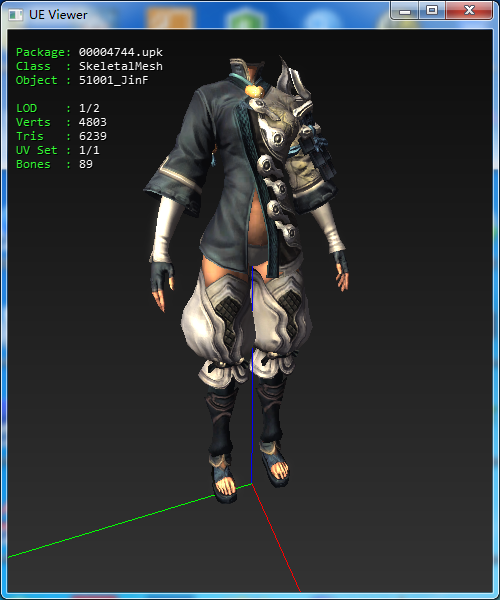 UE Viewer
Package: 00004744.upk
Class : SkeletalMesh
Object : 51001_JinF
LOD : 1/2
Verts : 4803
Tris : 6239
UV Set : 1/1
Bones : 89